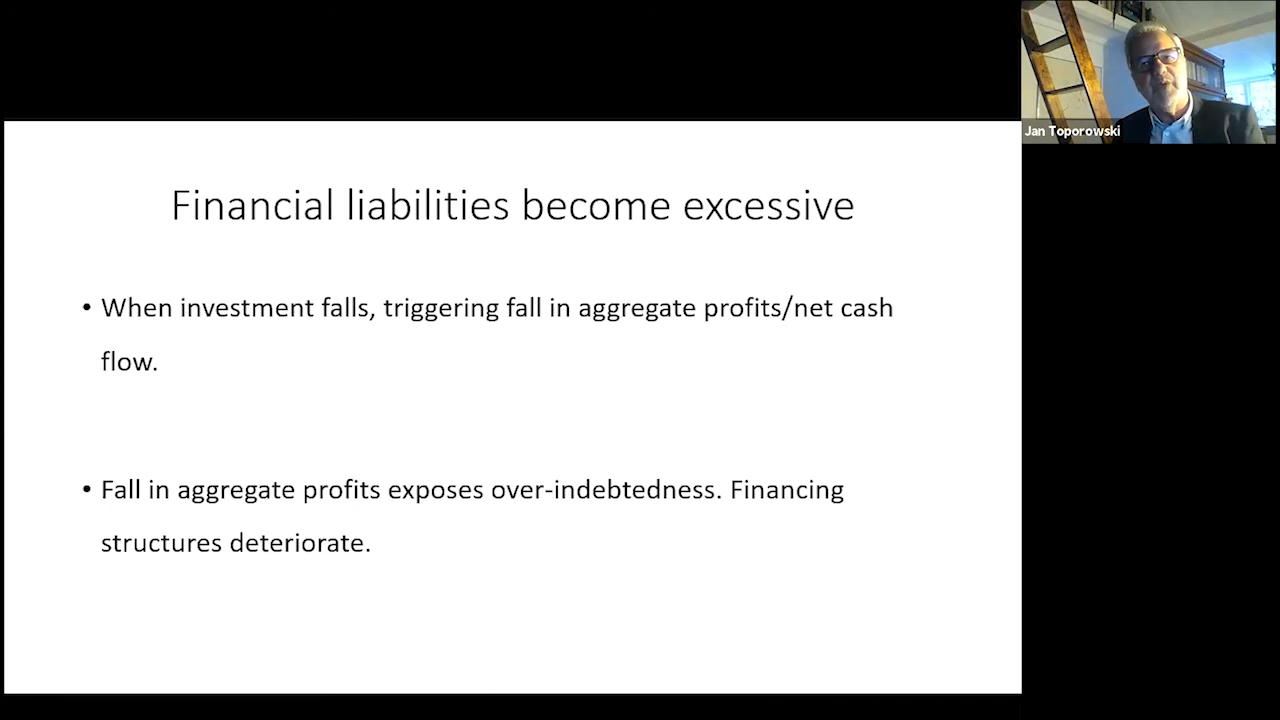 Jan Toporowski
Financial liabilities become excessive
• When investment falls, triggering fall in aggregate profits/net cash
flow.
• Fall in aggregate profits exposes over-indebtedness. Financing
structures deteriorate.